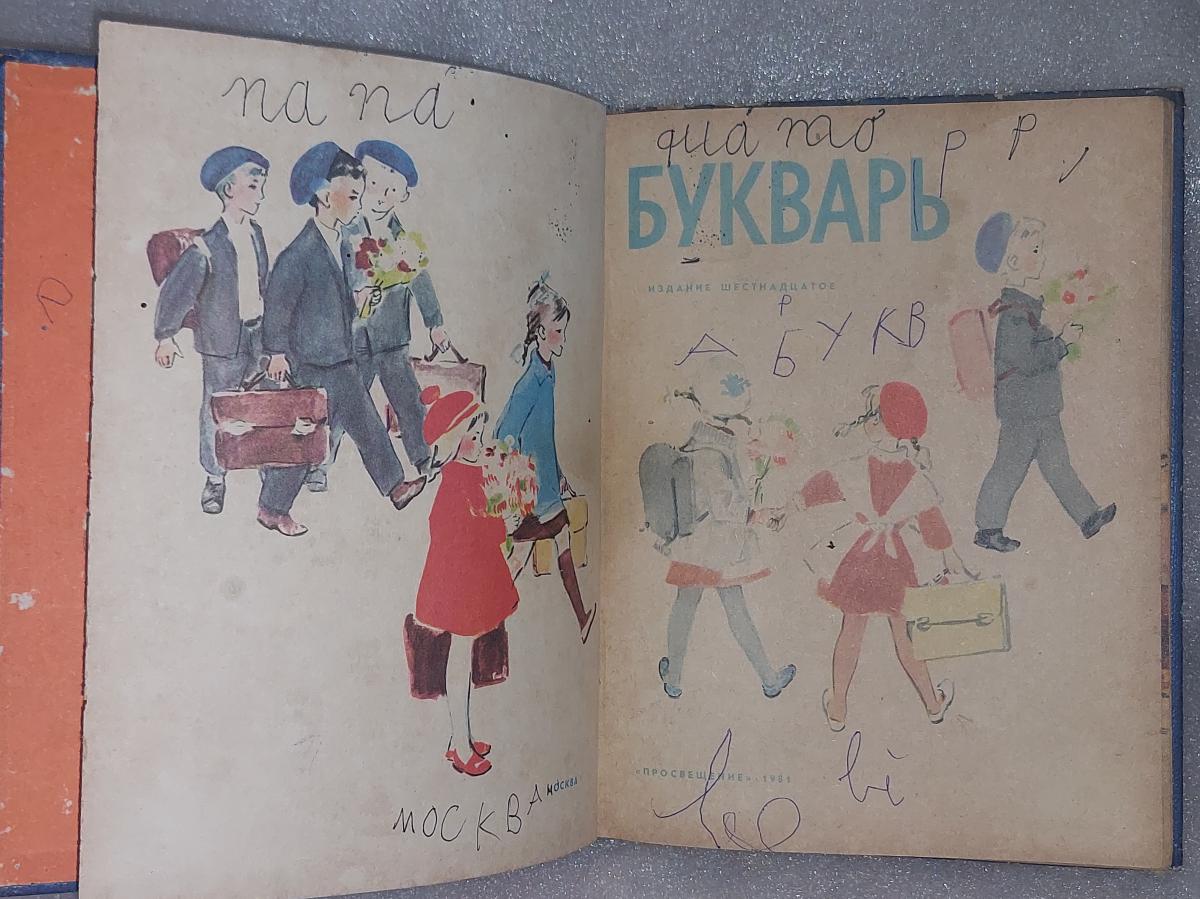 па па
МОСКВА
МОСКВА
БУКВАРЬ
р р
ИЗДАНИЕ ШЕСТНАДЦАТОЕ
Р
А Б У К В
«ПРОСВЕЩЕНИЕ» · 1981